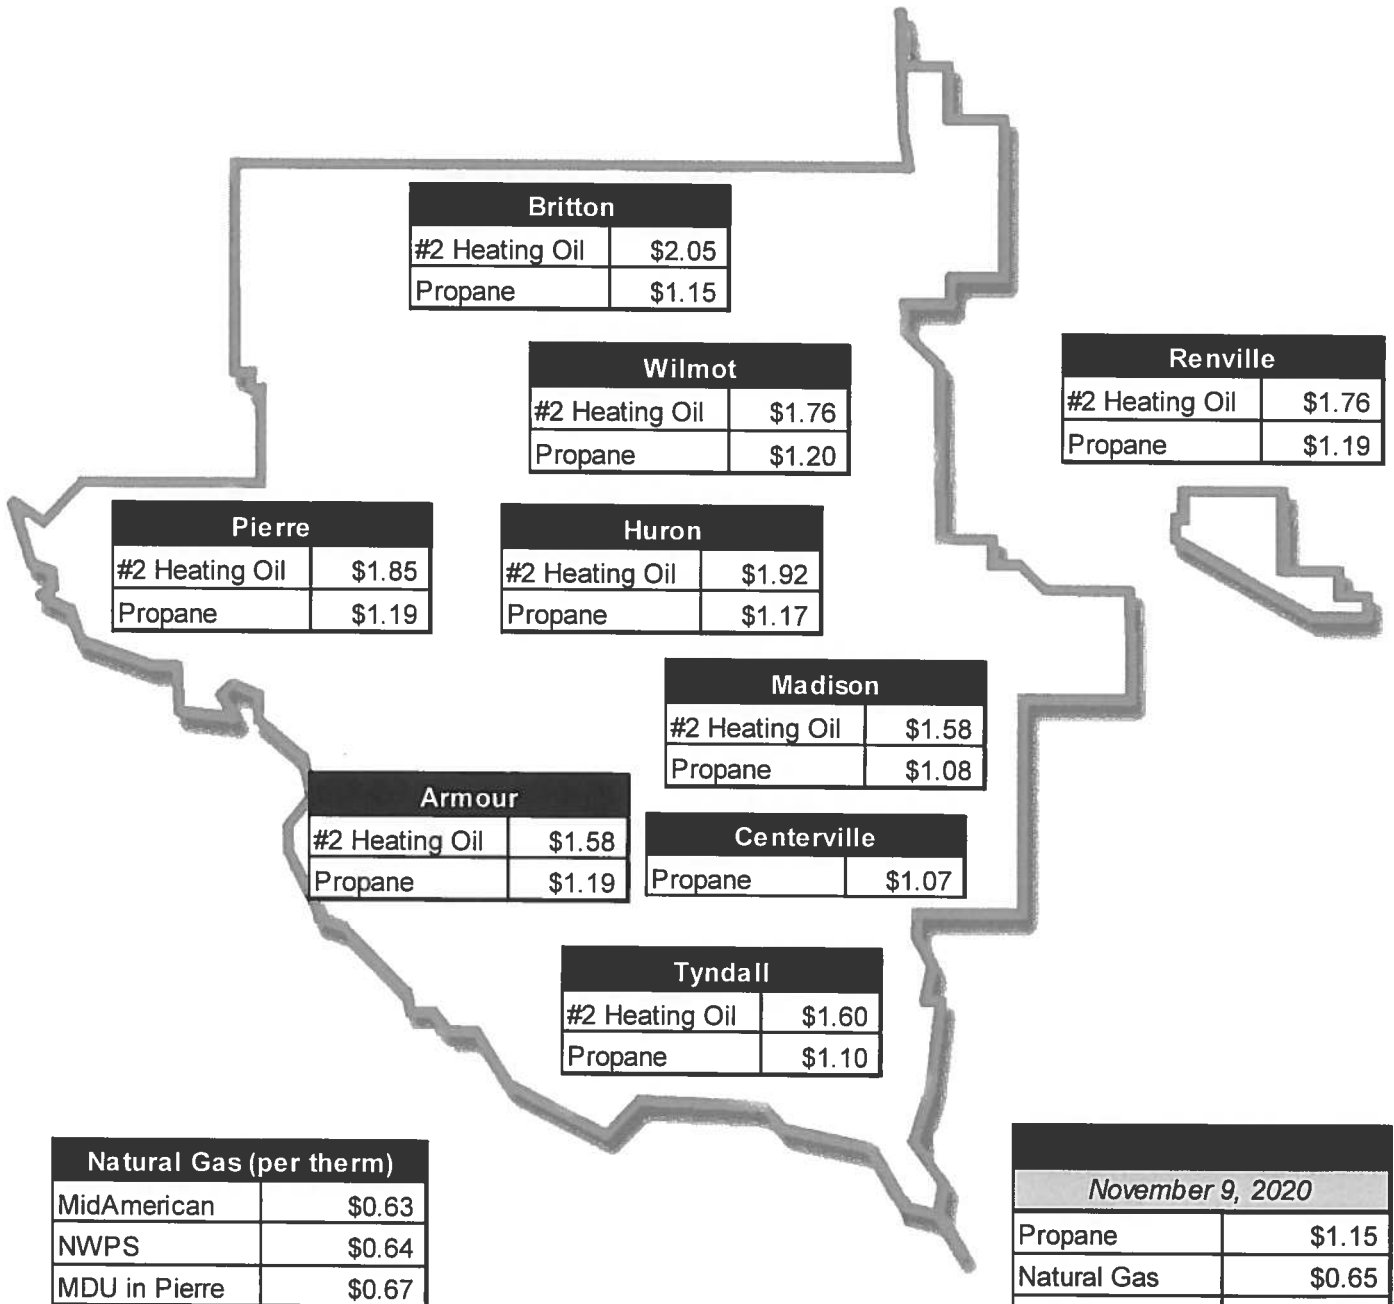 Britton
#2 Heating Oil $2.05
Propane $1.15
Wilmot
#2 Heating Oil $1.76
Propane $1.20
Renville
#2 Heating Oil $1.76
Propane $1.19
Pierre
#2 Heating Oil $1.85
Propane $1.19
Huron
#2 Heating Oil $1.92
Propane $1.17
Madison
#2 Heating Oil $1.58
Propane $1.08
Armour
#2 Heating Oil $1.58
Propane $1.19
Centerville
Propane $1.07
Tyndall
#2 Heating Oil $1.60
Propane $1.10
Natural Gas (per therm)
MidAmerican $0.63
NWPS $0.64
MDU in Pierre $0.67
November 9, 2020
Propane $1.15
Natural Gas $0.65